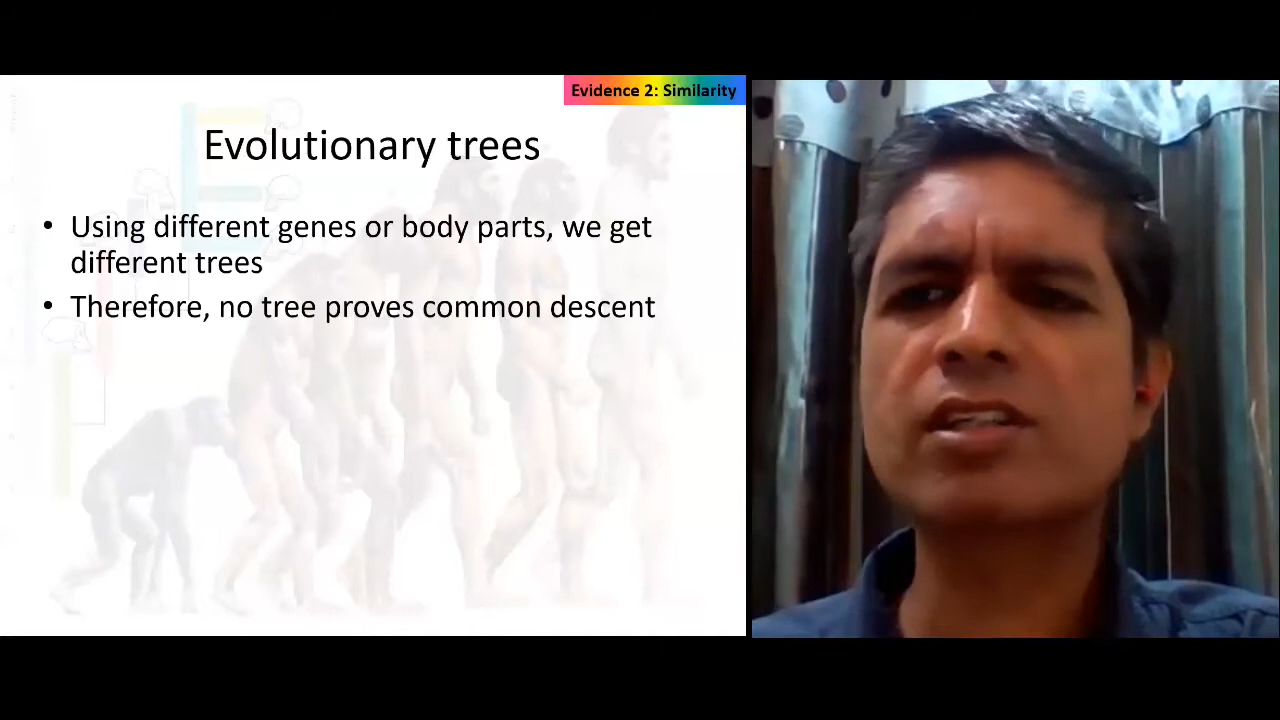 Evidence 2: Similarity
Evolutionary trees
• Using different genes or body parts, we get
different trees
• Therefore, no tree proves common descent